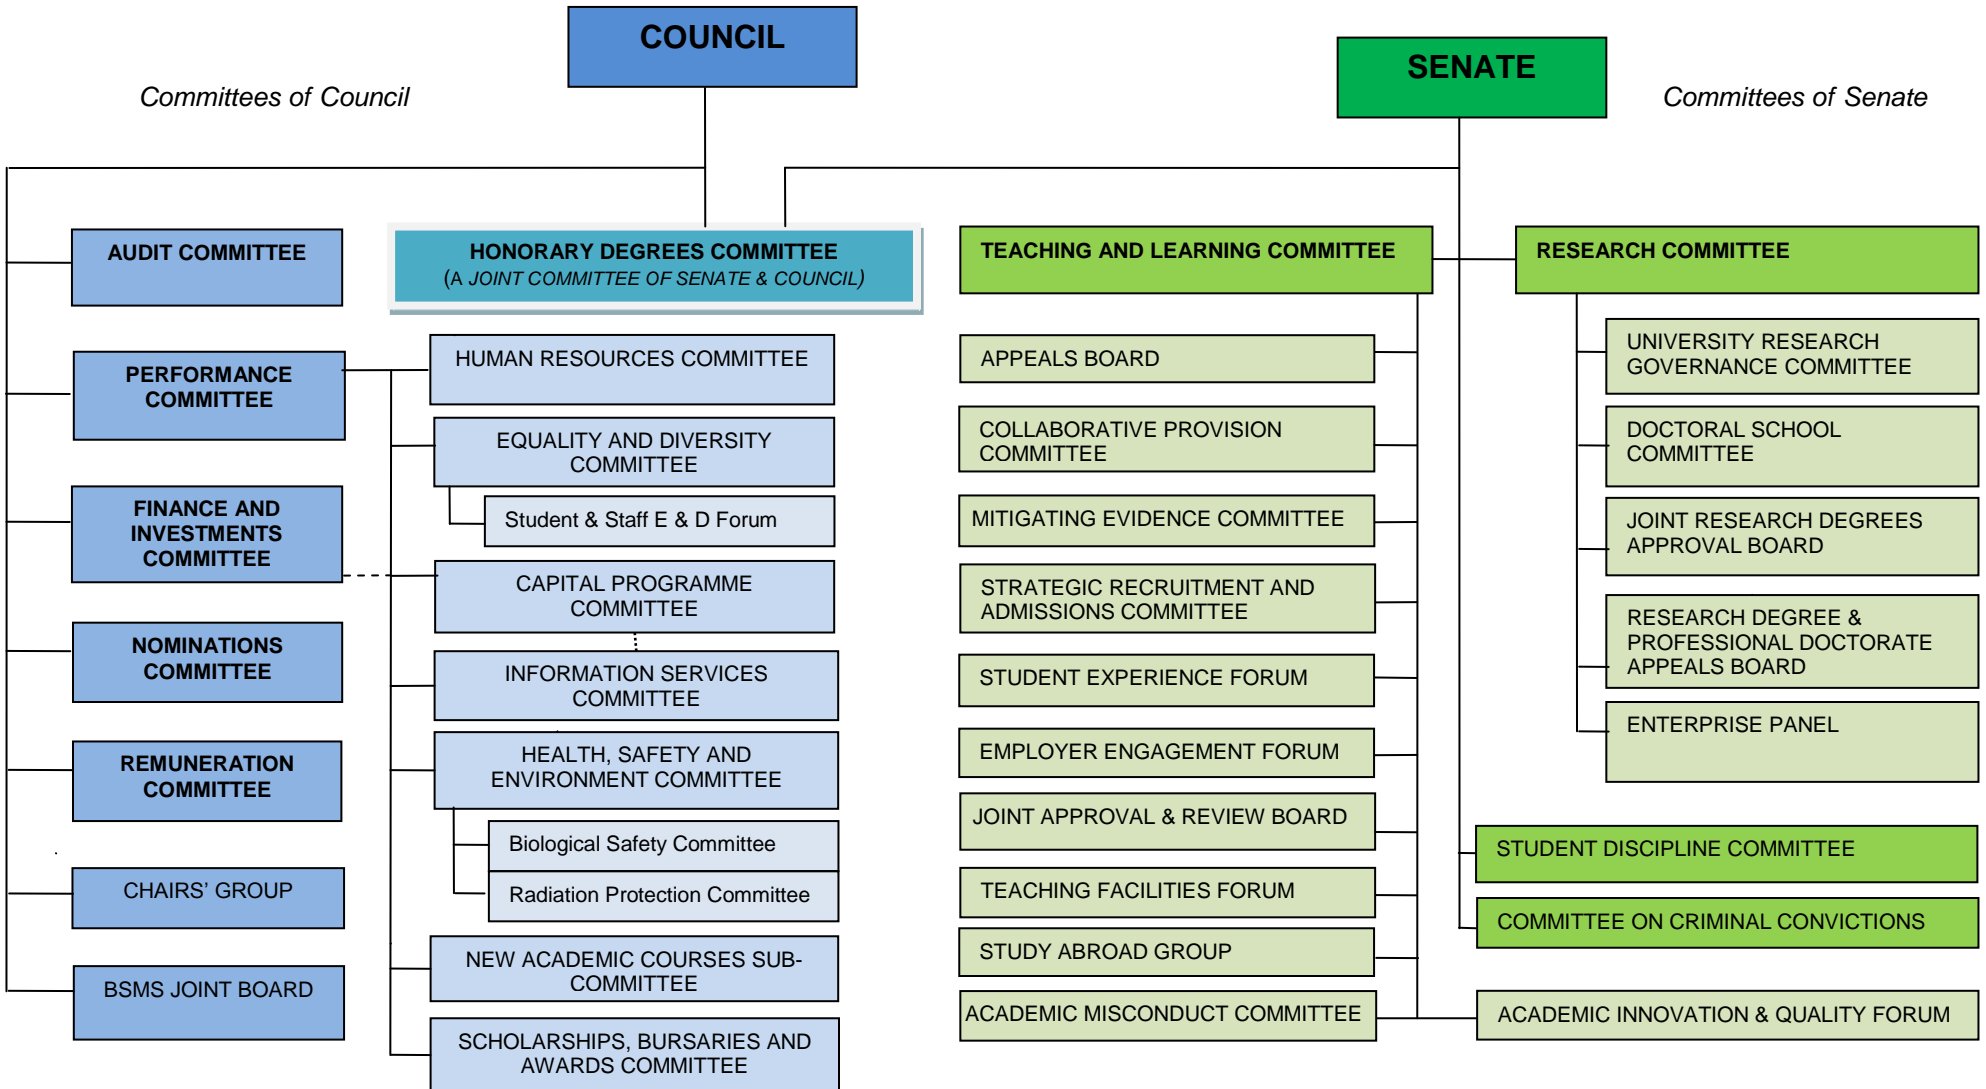 COUNCIL
SENATE
Committees of Council
Committees of Senate
AUDIT COMMITTEE
PERFORMANCE
COMMITTEE
FINANCE AND
INVESTMENTS
COMMITTEE
NOMINATIONS
COMMITTEE
REMUNERATION
COMMITTEE
CHAIRS’ GROUP
BSMS JOINT BOARD
HONORARY DEGREES COMMITTEE
(A JOINT COMMITTEE OF SENATE & COUNCIL)
HUMAN RESOURCES COMMITTEE
EQUALITY AND DIVERSITY
COMMITTEE
Student & Staff E & D Forum
CAPITAL PROGRAMME
COMMITTEE
INFORMATION SERVICES
COMMITTEE
HEALTH, SAFETY AND
ENVIRONMENT COMMITTEE
Biological Safety Committee
Radiation Protection Committee
NEW ACADEMIC COURSES SUB-
COMMITTEE
SCHOLARSHIPS, BURSARIES AND
AWARDS COMMITTEE
TEACHING AND LEARNING COMMITTEE
APPEALS BOARD
COLLABORATIVE PROVISION
COMMITTEE
MITIGATING EVIDENCE COMMITTEE
STRATEGIC RECRUITMENT AND
ADMISSIONS COMMITTEE
STUDENT EXPERIENCE FORUM
EMPLOYER ENGAGEMENT FORUM
JOINT APPROVAL & REVIEW BOARD
TEACHING FACILITIES FORUM
STUDY ABROAD GROUP
ACADEMIC MISCONDUCT COMMITTEE
RESEARCH COMMITTEE
UNIVERSITY RESEARCH
GOVERNANCE COMMITTEE
DOCTORAL SCHOOL
COMMITTEE
JOINT RESEARCH DEGREES
APPROVAL BOARD
RESEARCH DEGREE &
PROFESSIONAL DOCTORATE
APPEALS BOARD
ENTERPRISE PANEL
STUDENT DISCIPLINE COMMITTEE
COMMITTEE ON CRIMINAL CONVICTIONS
ACADEMIC INNOVATION & QUALITY FORUM